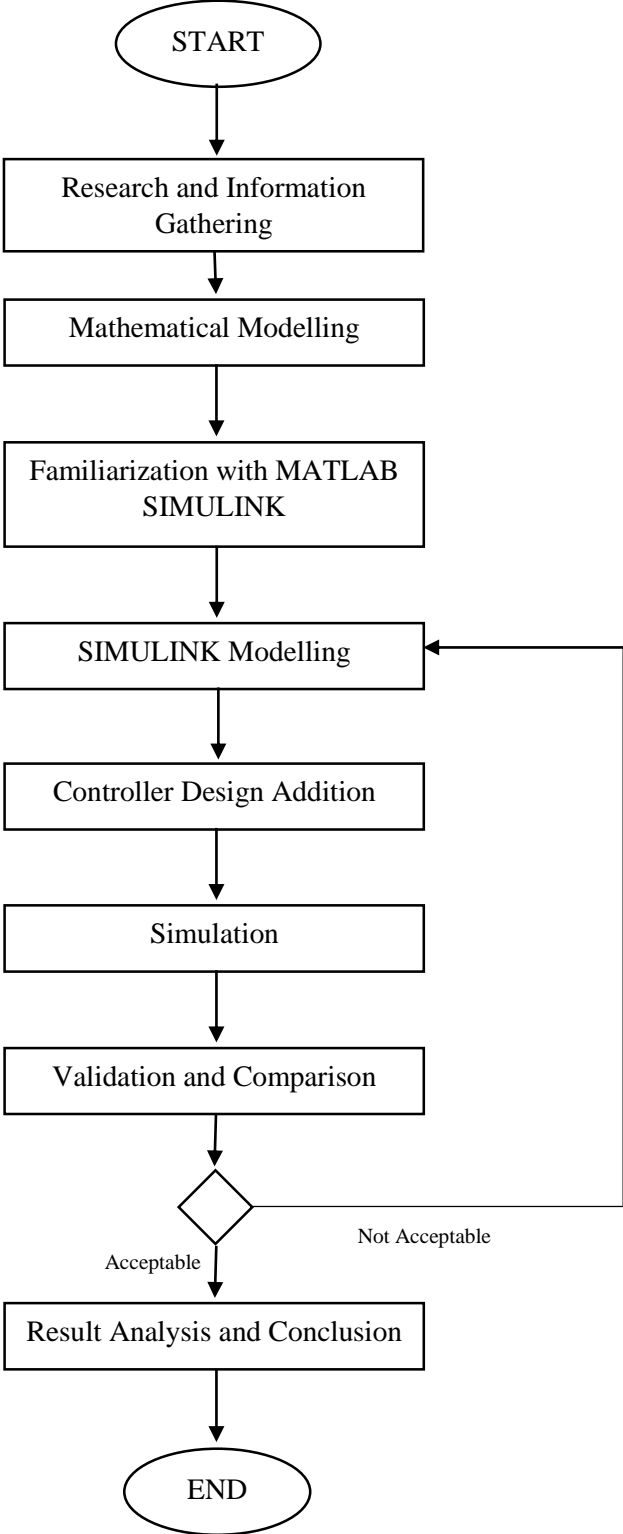 START
Research and Information
Gathering
Mathematical Modelling
Familiarization with MATLAB
SIMULINK
SIMULINK Modelling
Controller Design Addition
Simulation
Validation and Comparison
Not Acceptable
Acceptable
Result Analysis and Conclusion
END